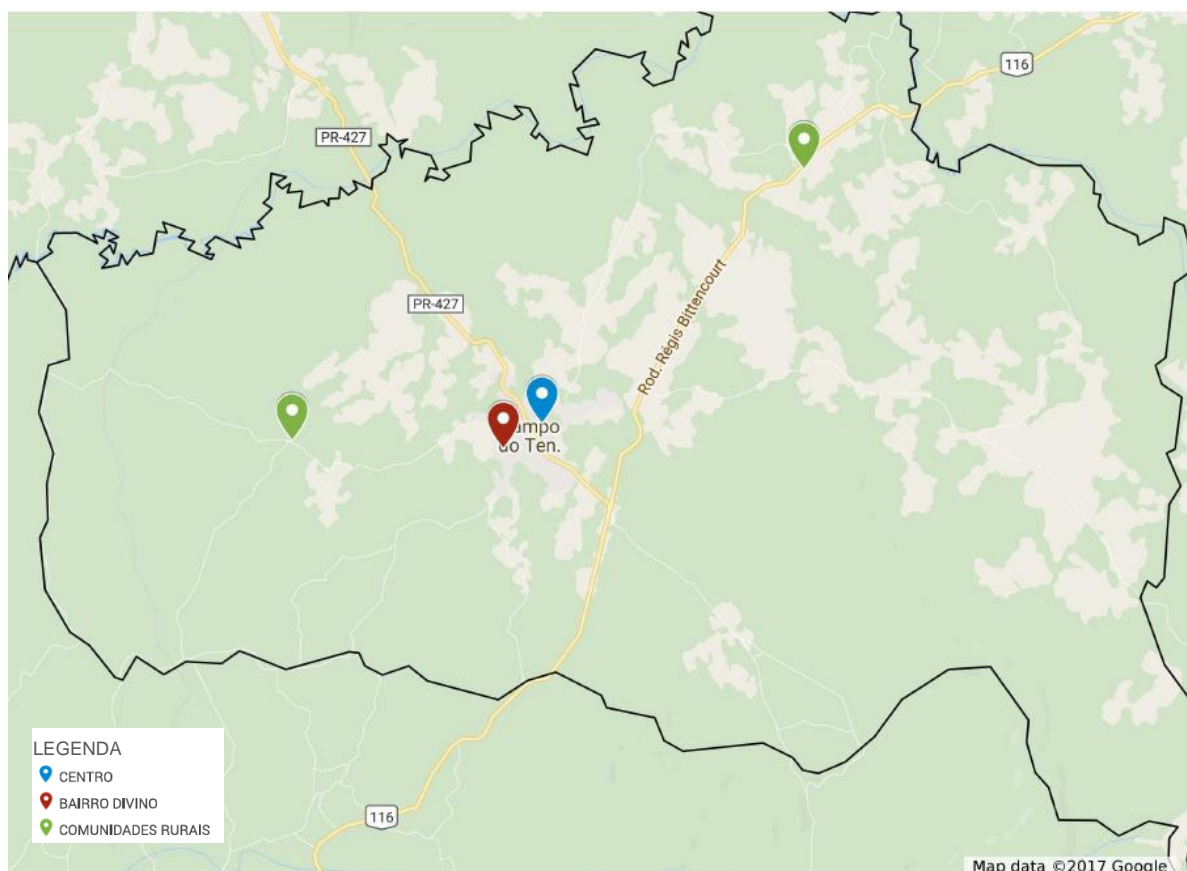 116
PR-427
PR-427
Rod. Régis Bittencourt
ampo
do Ten.
LEGENDA
CENTRO
BAIRRO DIVINO
COMUNIDADES RURAIS
116
Map data ©2017 Google